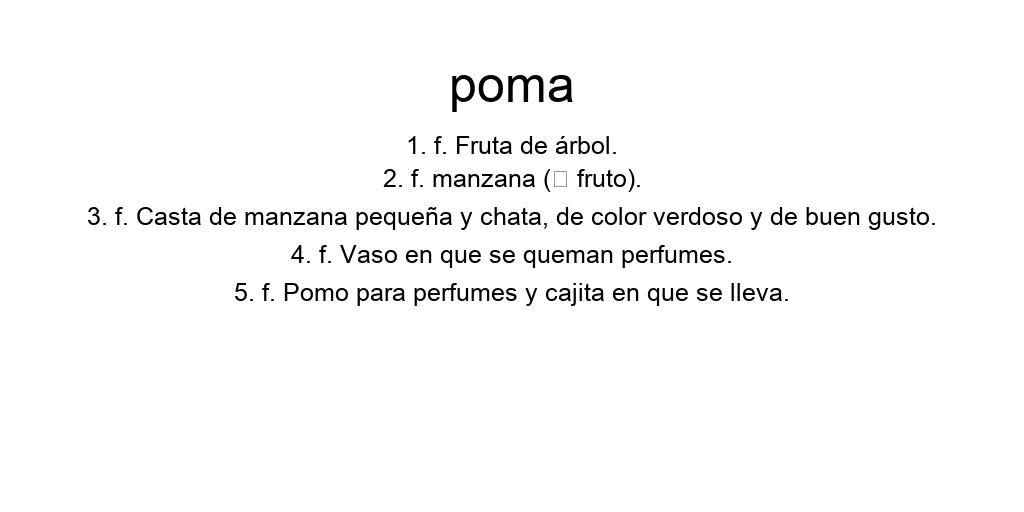 poma
1. f. Fruta de árbol.
2. f. manzana (□ fruto).
3. f. Casta de manzana pequeña y chata, de color verdoso y de buen gusto.
4. f. Vaso en que se queman perfumes.
5. f. Pomo para perfumes y cajita en que se lleva.